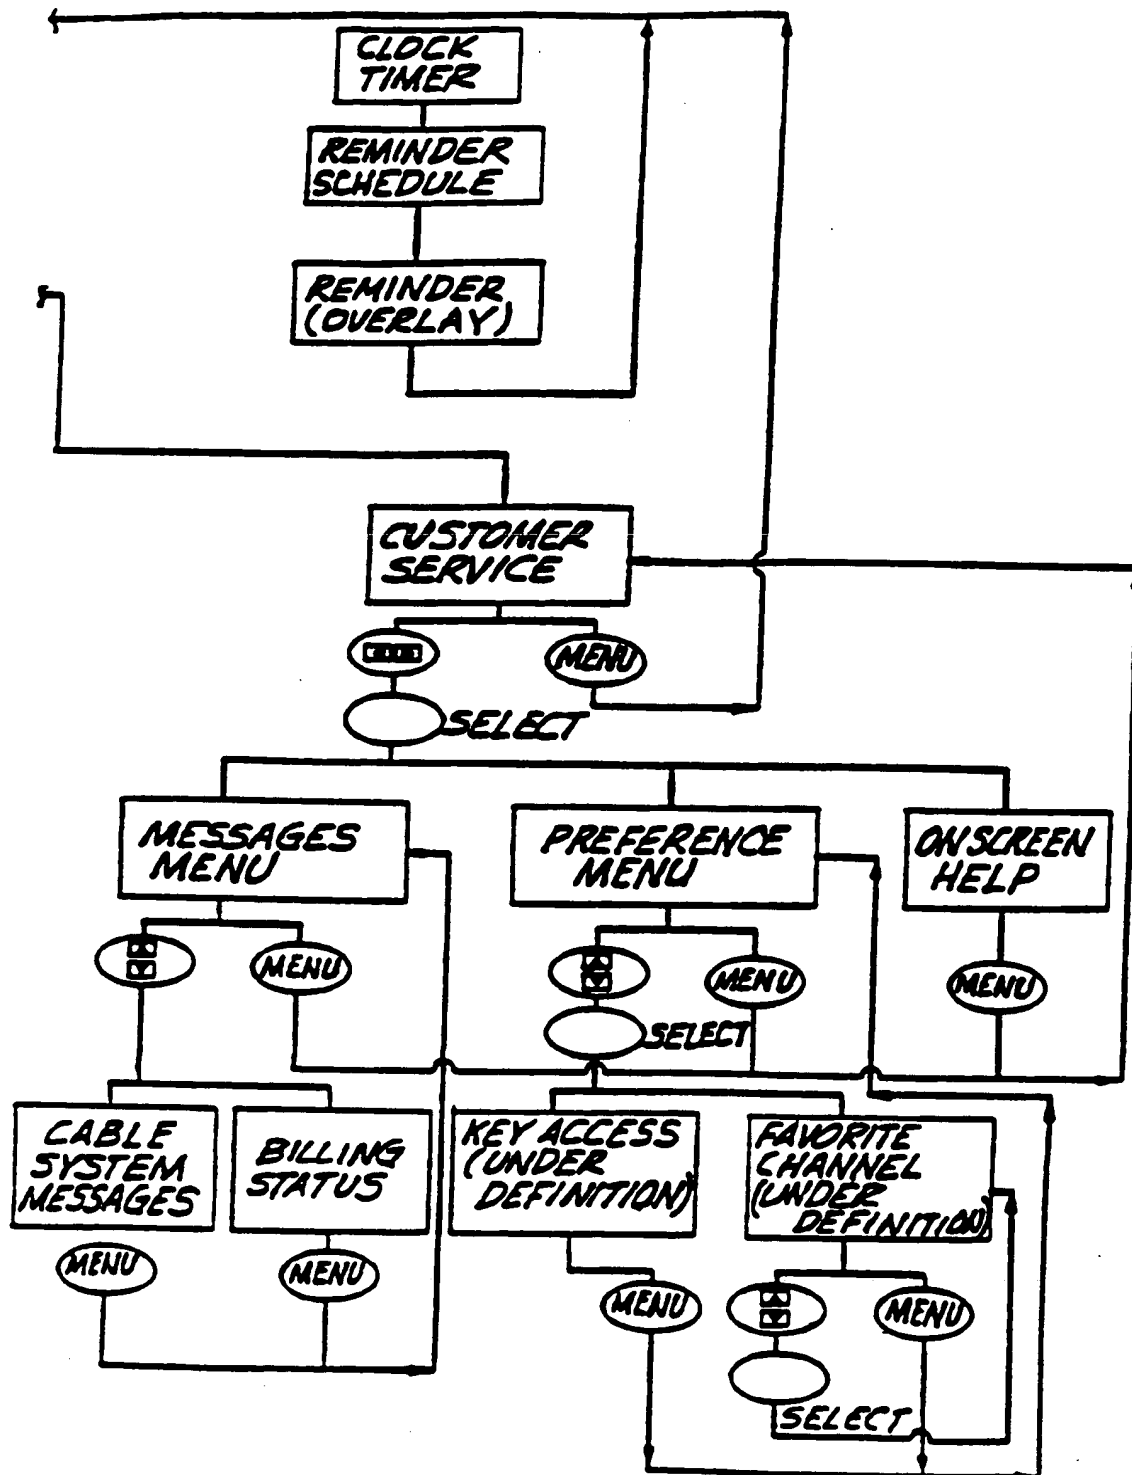 CLOCK
TIMER
REMINDER
SCHEDULE
REMINDER
(OVERLAY)
CUSTOMER
SERVICE
MENU
SELECT
MESSAGES
MENU
PREFERENCE
MENU
ON SCREEN
HELP
MENU
MENU
MENU
SELECT
CABLE
SYSTEM
MESSAGES
BILLING
STATUS
KEY ACCESS
(UNDER
DEFINITION)
FAVORITE
CHANNEL
(UNDER
DEFINITION)
MENU
MENU
MENU
MENU
SELECT